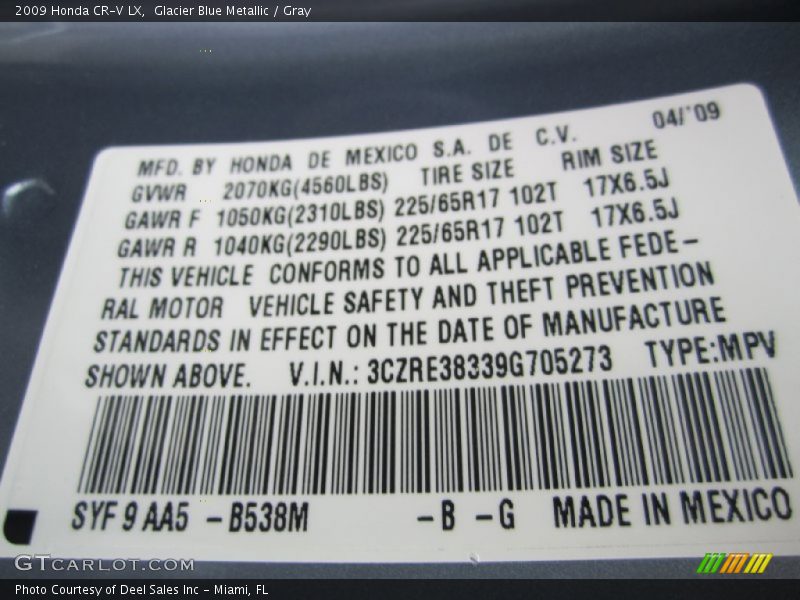 2009 Honda CR-V LX,  Glacier Blue Metallic / Gray
04/'09
MFD. BY HONDA DE MEXICO S.A. DE C.V.
GVWR 2070KG(4560LBS) TIRE SIZE RIM SIZE
GAWR F 1050KG(2310LBS) 225/65R17 102T 17X6.5J
GAWR R 1040KG(2290LBS) 225/65R17 102T 17X6.5J
THIS VEHICLE CONFORMS TO ALL APPLICABLE FEDE-
RAL MOTOR VEHICLE SAFETY AND THEFT PREVENTION
STANDARDS IN EFFECT ON THE DATE OF MANUFACTURE
SHOWN ABOVE. V.I.N.: 3CZRE38339G705273 TYPE:MPV
SYF 9 AA5 -B538M -B -G MADE IN MEXICO
GTCARLOT.COM
Photo Courtesy of Deel Sales Inc - Miami, FL